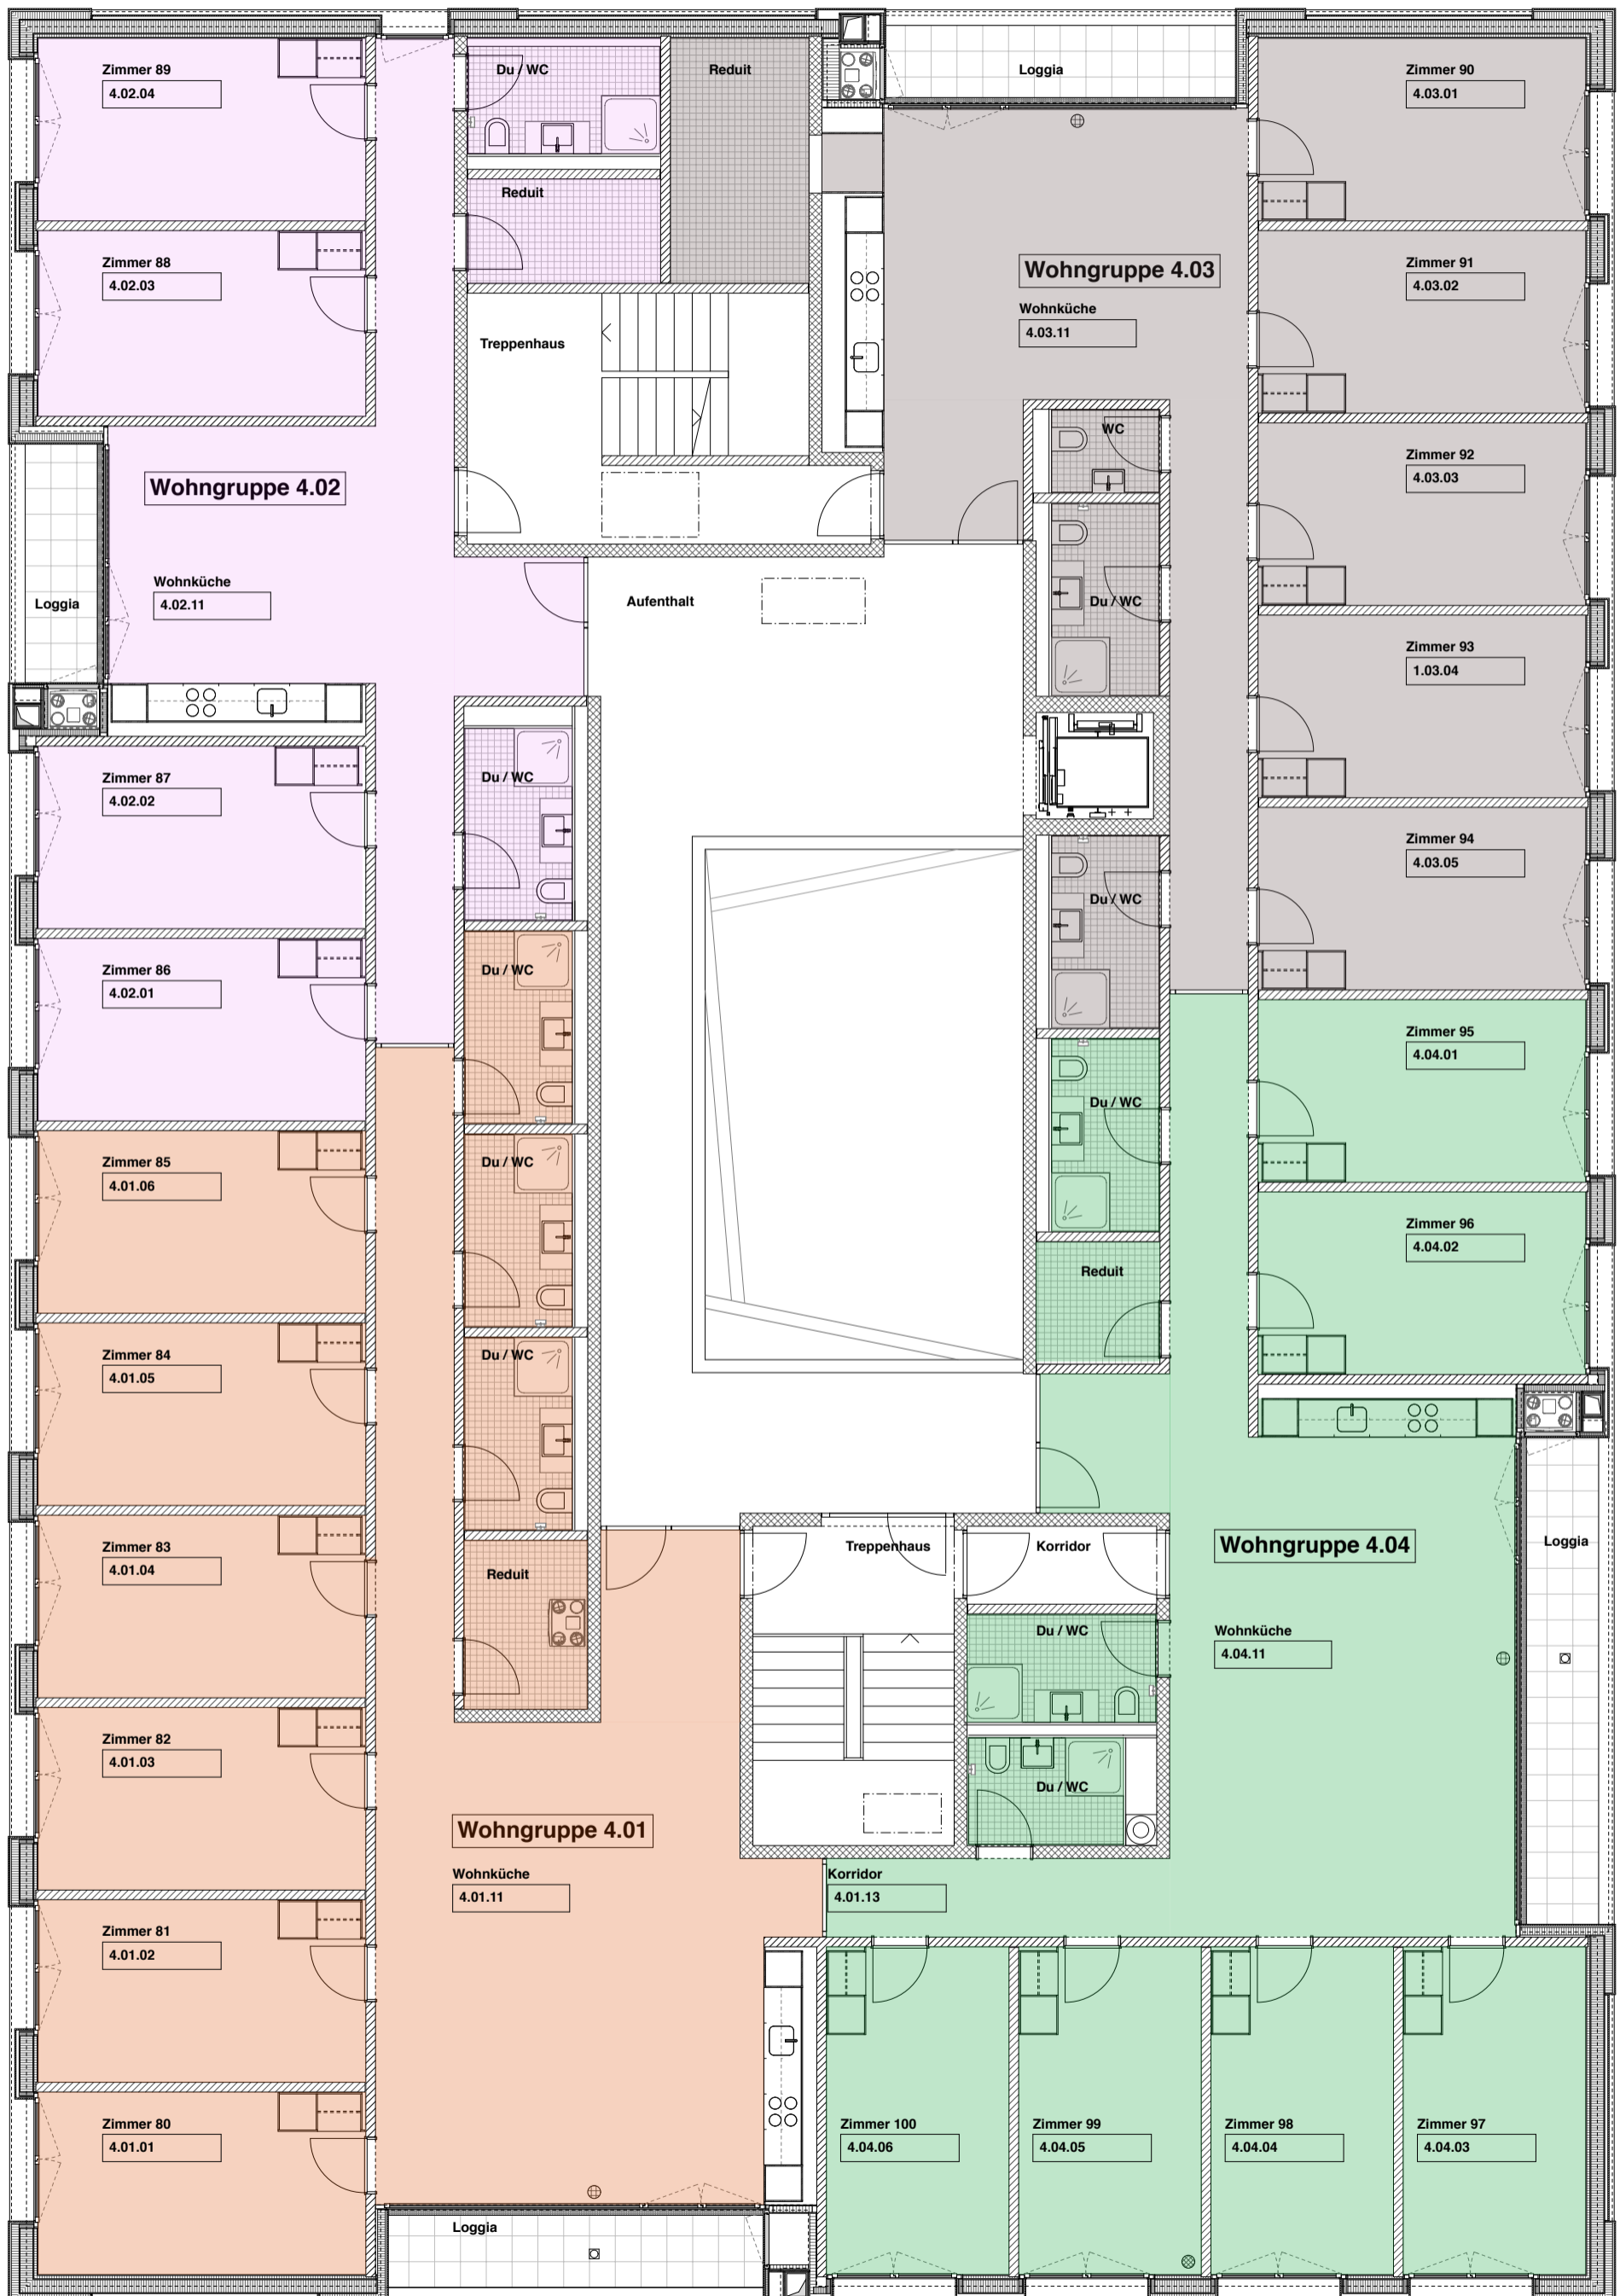 Zimmer 89
4.02.04
Du / WC
Reduit
Loggia
Zimmer 90
4.03.01
Reduit
Zimmer 88
4.02.03
Wohngruppe 4.03
Wohnküche
4.03.11
Zimmer 91
4.03.02
Treppenhaus
WC
Zimmer 92
4.03.03
Wohngruppe 4.02
Wohnküche
4.02.11
Loggia
Aufenthalt
Du / WC
Zimmer 93
1.03.04
Zimmer 87
4.02.02
Du / WC
Zimmer 94
4.03.05
Du / WC
Zimmer 86
4.02.01
Du / WC
Zimmer 95
4.04.01
Du / WC
Zimmer 85
4.01.06
Du / WC
Zimmer 96
4.04.02
Reduit
Zimmer 84
4.01.05
Du / WC
Zimmer 83
4.01.04
Reduit
Treppenhaus
Korridor
Wohngruppe 4.04
Loggia
Du / WC
Wohnküche
4.04.11
Zimmer 82
4.01.03
Du / WC
Wohngruppe 4.01
Wohnküche
4.01.11
Korridor
4.01.13
Zimmer 81
4.01.02
Zimmer 80
4.01.01
Zimmer 100
4.04.06
Zimmer 99
4.04.05
Zimmer 98
4.04.04
Zimmer 97
4.04.03
Loggia